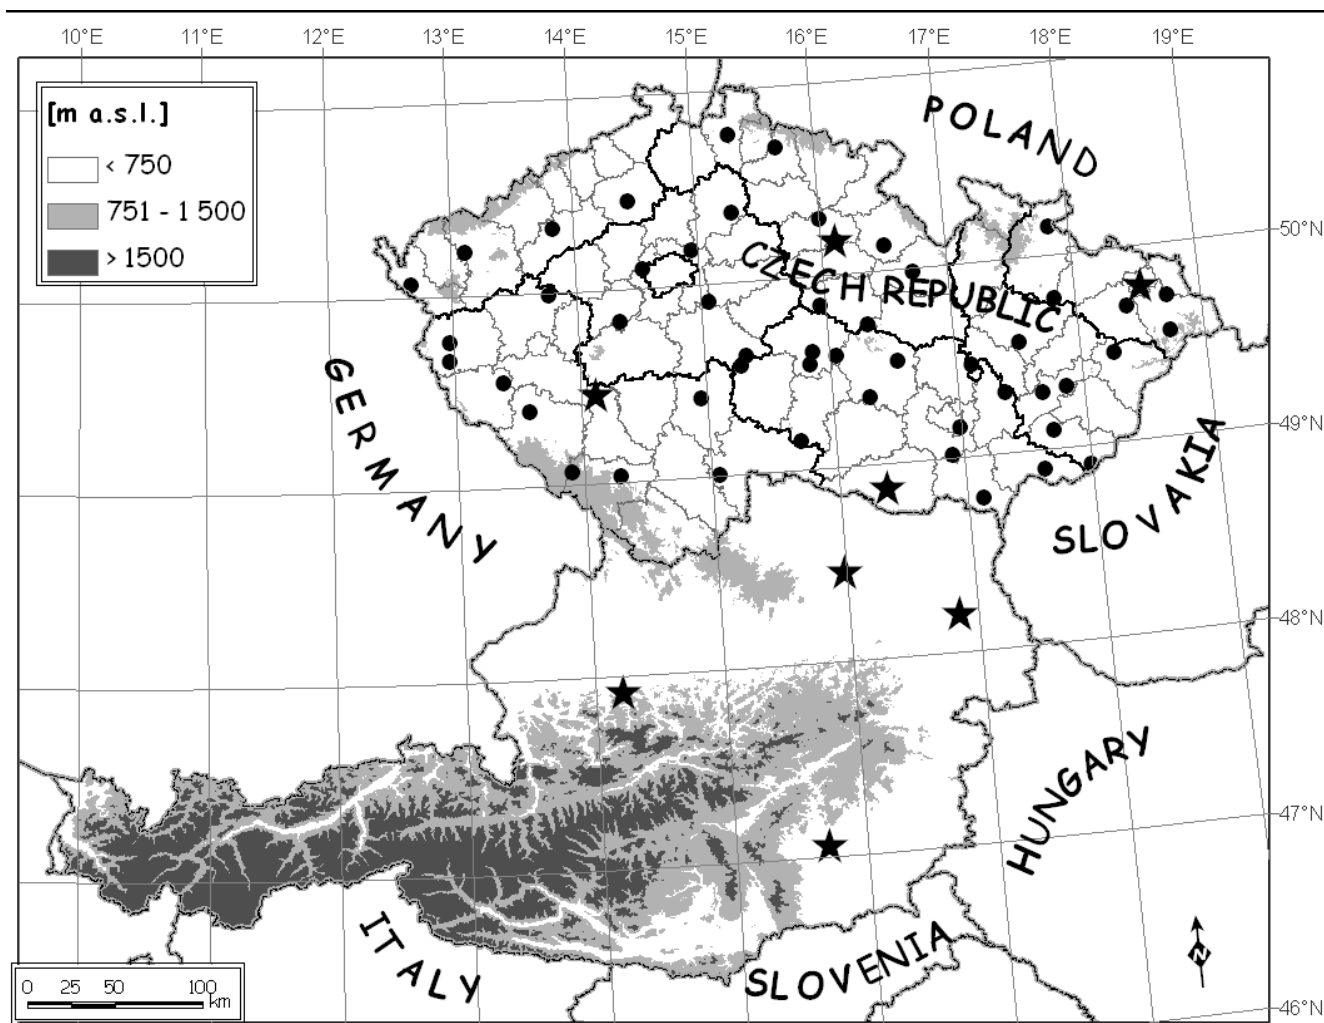 10°E 11°E 12°E 13°E 14°E 15°E 16°E 17°E 18°E 19°E
[m a.s.l.]
< 750
751 - 1 500
> 1500
POLAND
50°N
CZECH REPUBLIC
GERMANY
49°N
SLOVAKIA
48°N
HUNGARY
47°N
ITALY
SLOVENIA
N
0 25 50 100
km
46°N